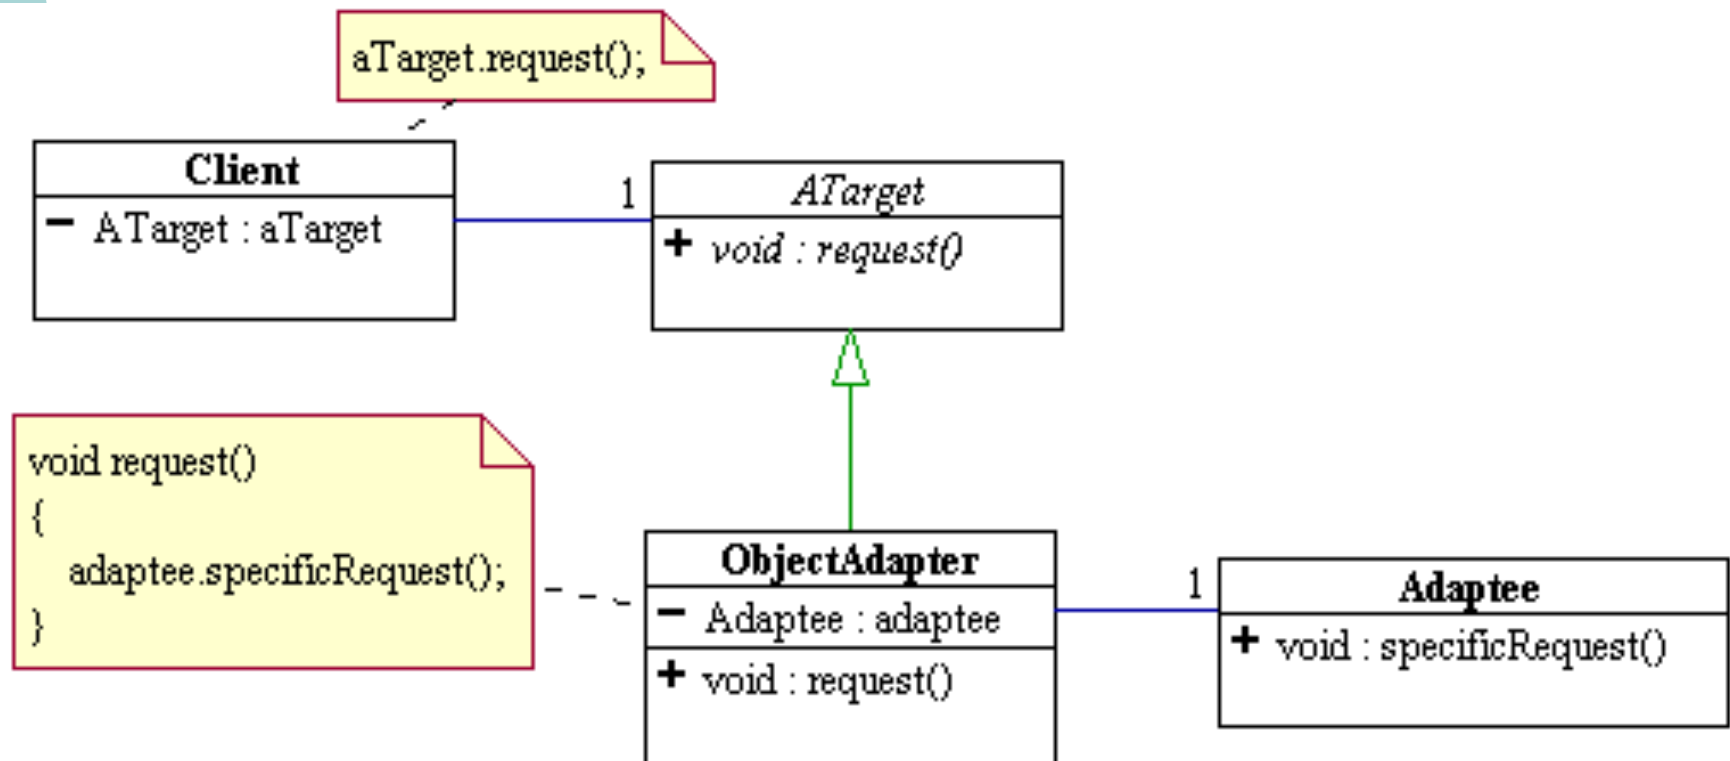 aTarget.request();
Client
- ATarget : aTarget
1
ATarget
+ void : request()
void request()
{
adaptee.specificRequest();
}
ObjectAdapter
- Adaptee : adaptee
+ void : request()
1
Adaptee
+ void : specificRequest()